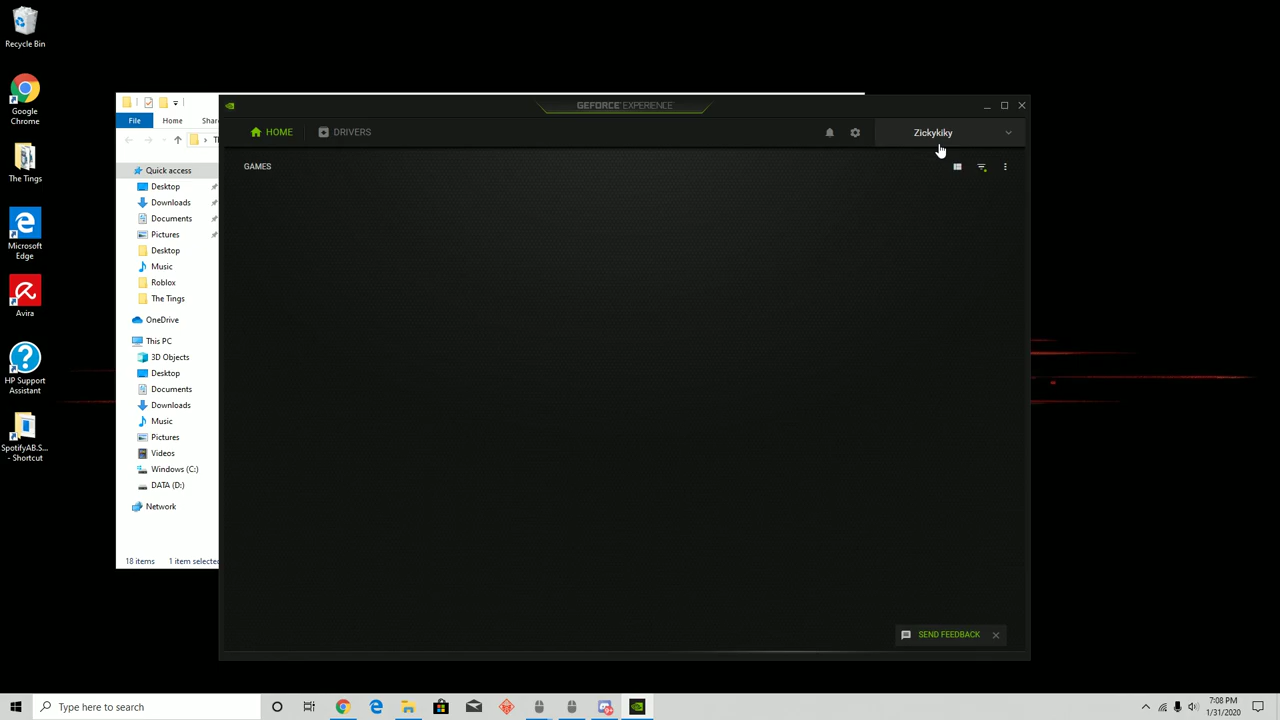 Recycle Bin
Google
Chrome
The Tings
Microsoft
Edge
Avira
HP Support
Assistant
SpotifyAB.S...
- Shortcut
File
Home
Shar
Quick access
Desktop
Downloads
Documents
Pictures
Desktop
Music
Roblox
The Tings
OneDrive
This PC
3D Objects
Desktop
Documents
Downloads
Music
Pictures
Videos
Windows (C:)
DATA (D:)
Network
18 items
1 item selected
GEFORCE EXPERIENCE
HOME
DRIVERS
GAMES
SEND FEEDBACK
Type here to search
7:08 PM
1/31/2020